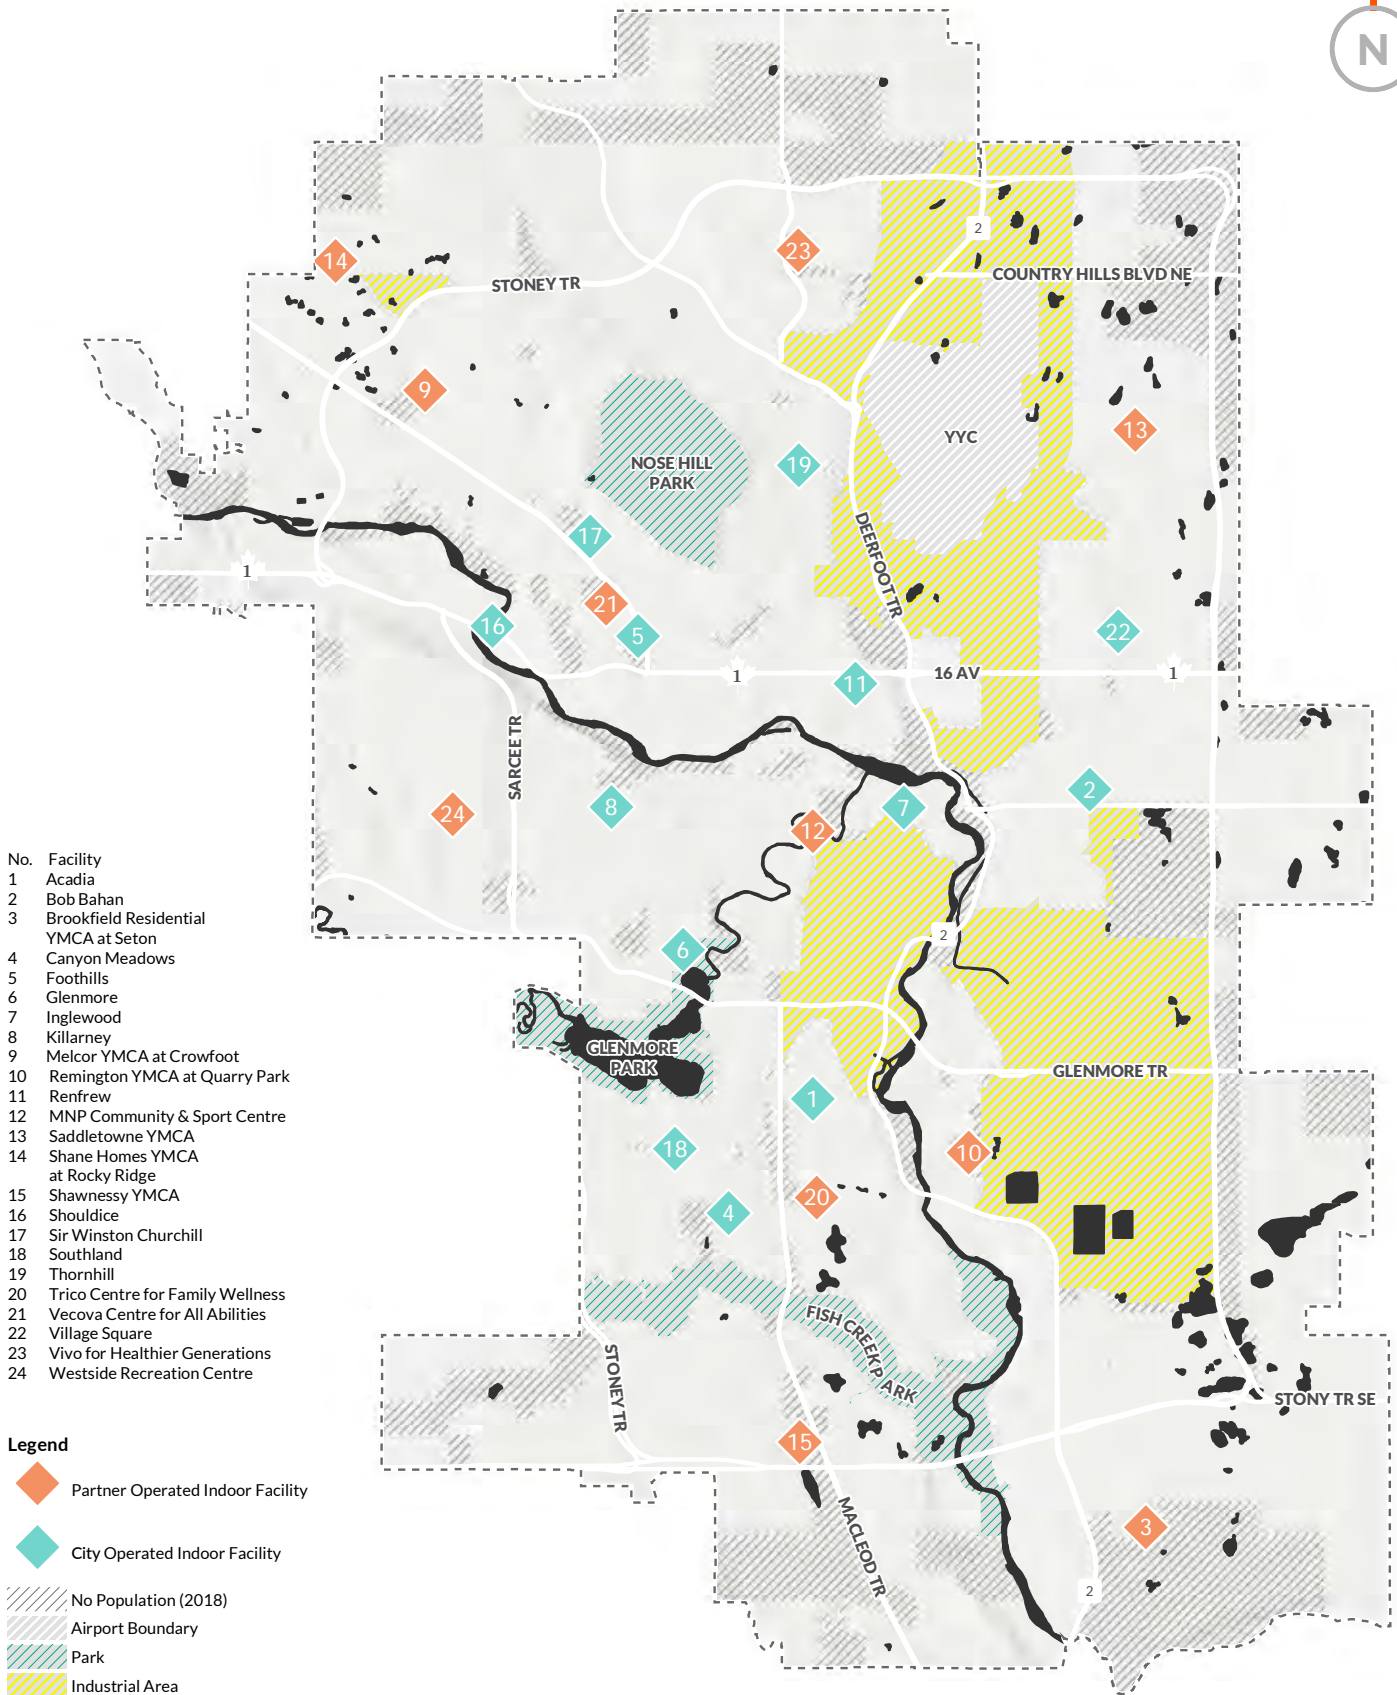 N
2
23
14
COUNTRY HILLS BLVD NE
STONEY TR
9
13
YYC
19
NOSE HILL
PARK
17
DEERFOOT TR
1
21
16
5
22
1
16 AV
1
11
SARCEE TR
2
8
7
24
12
2
6
GLENMORE
PARK
GLENMORE TR
1
18
10
20
4
FISH CREEK P ARK
STONEY TR
STONY TR SE
15
MACLEOD TR
3
2
No. Facility
1 Acadia
2 Bob Bahan
3 Brookfield Residential
YMCA at Seton
4 Canyon Meadows
5 Foothills
6 Glenmore
7 Inglewood
8 Killarney
9 Melcor YMCA at Crowfoot
10 Remington YMCA at Quarry Park
11 Renfrew
12 MNP Community & Sport Centre
13 Saddletowne YMCA
14 Shane Homes YMCA
at Rocky Ridge
15 Shawnessy YMCA
16 Shouldice
17 Sir Winston Churchill
18 Southland
19 Thornhill
20 Trico Centre for Family Wellness
21 Vecova Centre for All Abilities
22 Village Square
23 Vivo for Healthier Generations
24 Westside Recreation Centre
Legend
Partner Operated Indoor Facility
City Operated Indoor Facility
No Population (2018)
Airport Boundary
Park
Industrial Area